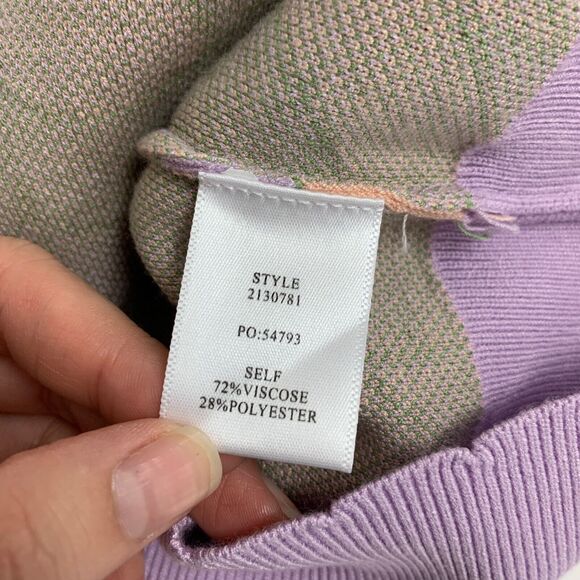 STYLE
2130781
PO:54793
SELF
72%VISCOSE
28%POLYESTER